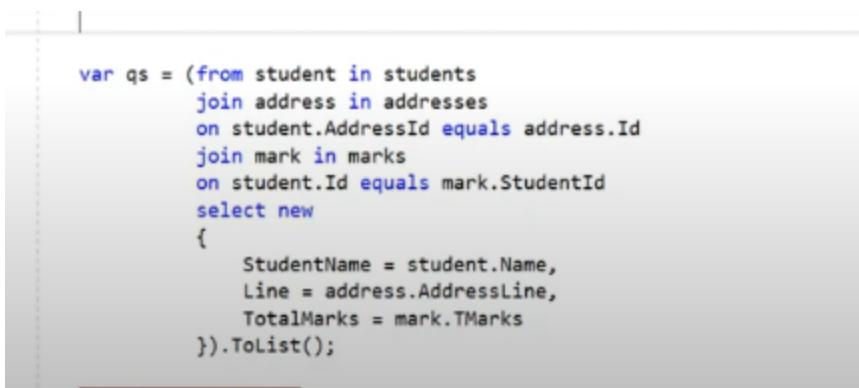 var qs = (from student in students
join address in addresses
on student.AddressId equals address.Id
join mark in marks
on student.Id equals mark.StudentId
select new
{
StudentName = student.Name,
Line = address.AddressLine,
TotalMarks = mark.TMarks
}).ToList();